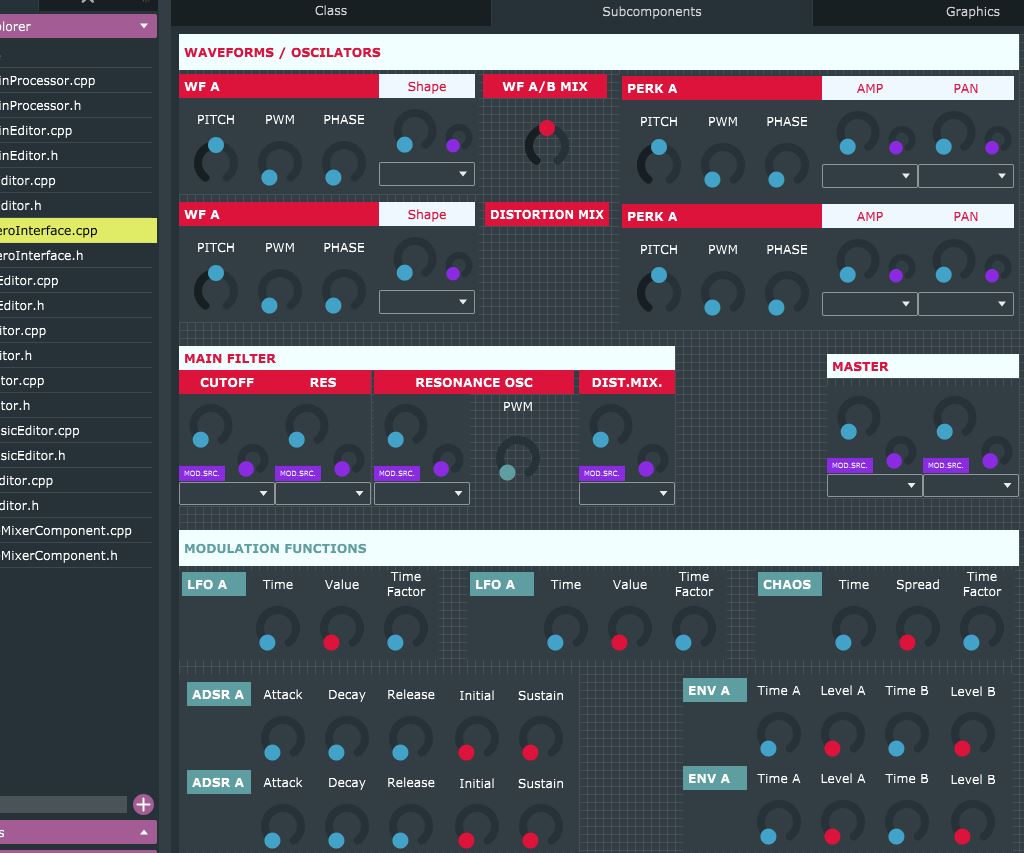 Class Subcomponents Graphics
plorer
inProcessor.cpp
inProcessor.h
inEditor.cpp
inEditor.h
ditor.cpp
ditor.h
eroInterface.cpp
eroInterface.h
Editor.cpp
Editor.h
itor.cpp
itor.h
tor.cpp
tor.h
sicEditor.cpp
sicEditor.h
ditor.cpp
ditor.h
MixerComponent.cpp
MixerComponent.h
s
WAVEFORMS / OSCILATORS
WF A Shape WF A/B MIX PERK A AMP PAN
PITCH PWM PHASE PITCH PWM PHASE
WF A Shape DISTORTION MIX PERK A AMP PAN
PITCH PWM PHASE PITCH PWM PHASE
MAIN FILTER MASTER
CUTOFF RES RESONANCE OSC DIST.MIX.
PWM
MOD.SRC. MOD.SRC. MOD.SRC. MOD.SRC. MOD.SRC. MOD.SRC.
MODULATION FUNCTIONS
LFO A Time Value Time Factor LFO A Time Value Time Factor CHAOS Time Spread Time Factor
ADSR A Attack Decay Release Initial Sustain ENV A Time A Level A Time B Level B
ADSR A Attack Decay Release Initial Sustain ENV A Time A Level A Time B Level B